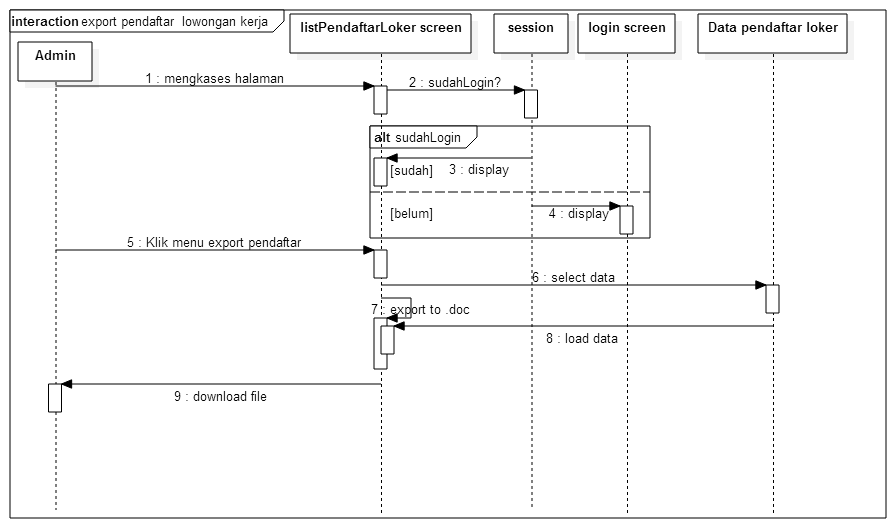 interaction export pendaftar lowongan kerja
Admin
listPendaftarLoker screen
session
login screen
Data pendaftar loker
1 : mengkases halaman
2 : sudahLogin?
alt sudahLogin
[sudah]
3 : display
[belum]
4 : display
5 : Klik menu export pendaftar
6 : select data
7 : export to .doc
8 : load data
9 : download file